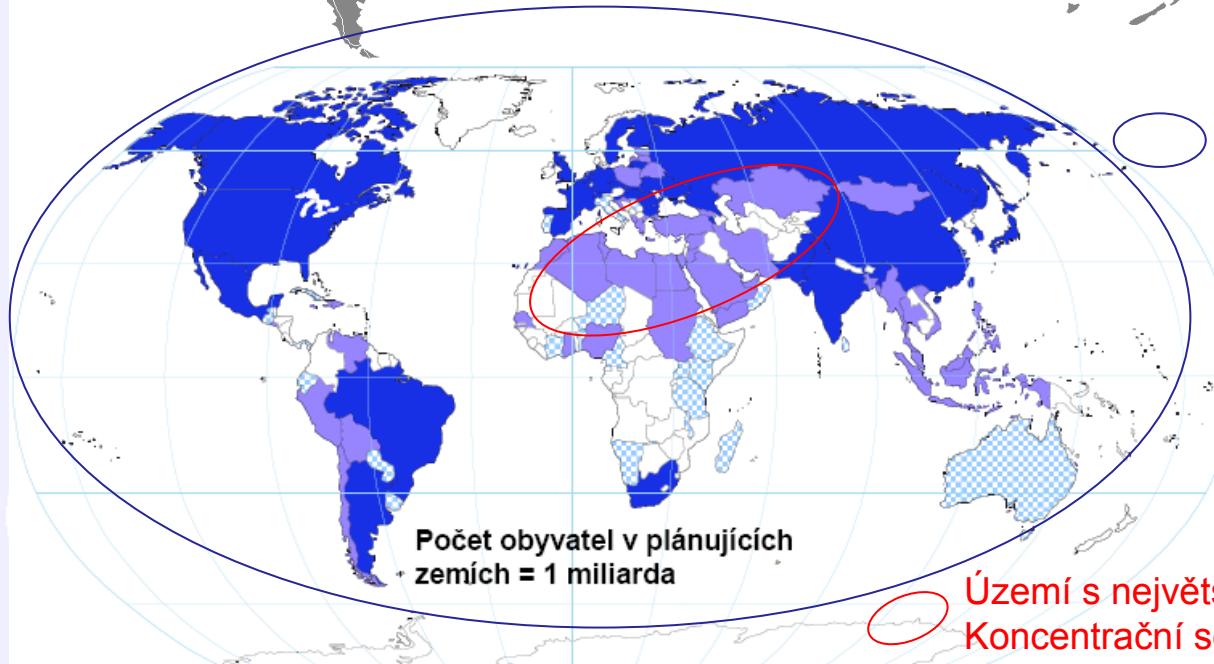 Počet obyvatel v plánujících
zemích = 1 miliarda
Území s největš
Koncentrační s